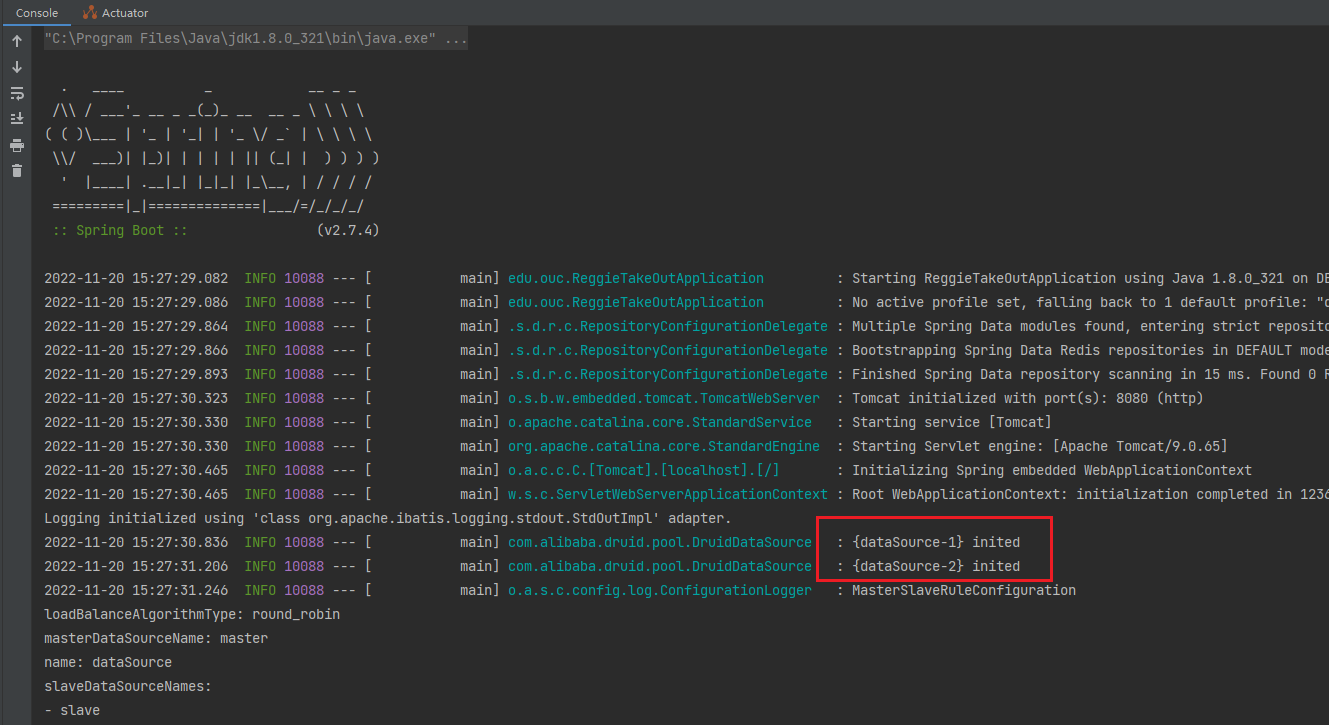 Console Actuator
"C:\Program Files\Java\jdk1.8.0_321\bin\java.exe" ...
  .   ____          _            __ _ _
 /\\ / ___'_ __ _ _(_)_ __  __ _ \ \ \ \
( ( )\___ | '_ | '_| | '_ \/ _` | \ \ \ \
 \\/  ___)| |_)| | | | | || (_| |  ) ) ) )
  '  |____| .__|_| |_|_| |_\__, | / / / /
 =========|_|==============|___/=/_/_/_/
 :: Spring Boot ::                (v2.7.4)
2022-11-20 15:27:29.082  INFO 10088 --- [           main] edu.ouc.ReggieTakeOutApplication         : Starting ReggieTakeOutApplication using Java 1.8.0_321 on DE
2022-11-20 15:27:29.086  INFO 10088 --- [           main] edu.ouc.ReggieTakeOutApplication         : No active profile set, falling back to 1 default profile: "d
2022-11-20 15:27:29.864  INFO 10088 --- [           main] .s.d.r.c.RepositoryConfigurationDelegate : Multiple Spring Data modules found, entering strict reposito
2022-11-20 15:27:29.866  INFO 10088 --- [           main] .s.d.r.c.RepositoryConfigurationDelegate : Bootstrapping Spring Data Redis repositories in DEFAULT mode
2022-11-20 15:27:29.893  INFO 10088 --- [           main] .s.d.r.c.RepositoryConfigurationDelegate : Finished Spring Data repository scanning in 15 ms. Found 0 R
2022-11-20 15:27:30.323  INFO 10088 --- [           main] o.s.b.w.embedded.tomcat.TomcatWebServer  : Tomcat initialized with port(s): 8080 (http)
2022-11-20 15:27:30.330  INFO 10088 --- [           main] o.apache.catalina.core.StandardService   : Starting service [Tomcat]
2022-11-20 15:27:30.330  INFO 10088 --- [           main] org.apache.catalina.core.StandardEngine  : Starting Servlet engine: [Apache Tomcat/9.0.65]
2022-11-20 15:27:30.465  INFO 10088 --- [           main] o.a.c.c.C.[Tomcat].[localhost].[/]       : Initializing Spring embedded WebApplicationContext
2022-11-20 15:27:30.465  INFO 10088 --- [           main] w.s.c.ServletWebServerApplicationContext : Root WebApplicationContext: initialization completed in 1236
Logging initialized using 'class org.apache.ibatis.logging.stdout.StdOutImpl' adapter.
2022-11-20 15:27:30.836  INFO 10088 --- [           main] com.alibaba.druid.pool.DruidDataSource   : {dataSource-1} inited
2022-11-20 15:27:31.206  INFO 10088 --- [           main] com.alibaba.druid.pool.DruidDataSource   : {dataSource-2} inited
2022-11-20 15:27:31.246  INFO 10088 --- [           main] o.a.s.c.config.log.ConfigurationLogger   : MasterSlaveRuleConfiguration
loadBalanceAlgorithmType: round_robin
masterDataSourceName: master
name: dataSource
slaveDataSourceNames:
- slave